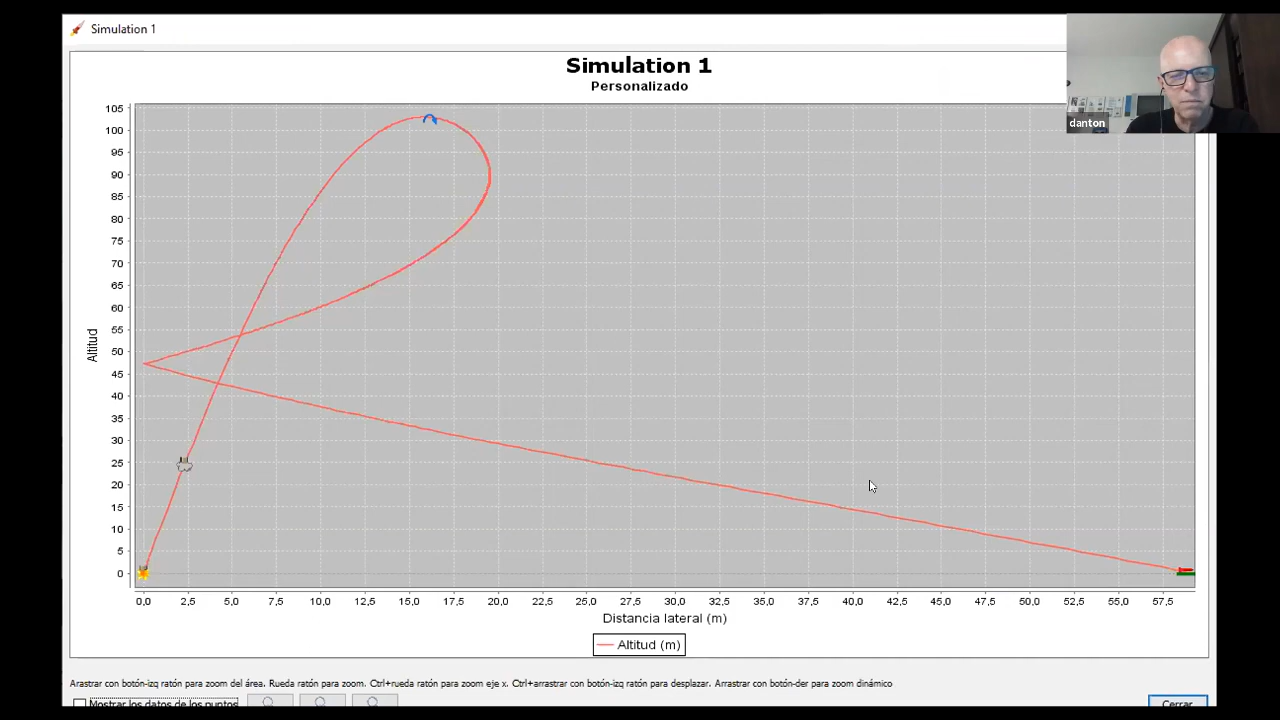 Simulation 1
Simulation 1
Personalizado
danton
Altitud
105
100
95
90
85
80
75
70
65
60
55
50
45
40
35
30
25
20
15
10
5
0
0,0 2,5 5,0 7,5 10,0 12,5 15,0 17,5 20,0 22,5 25,0 27,5 30,0 32,5 35,0 37,5 40,0 42,5 45,0 47,5 50,0 52,5 55,0 57,5
Distancia lateral (m)
Altitud (m)
Arastrar con botón-izq ratón para zoom del área. Rueda ratón para zoom. Ctrl+rueda ratón para zoom eje x. Ctrl+arrastrar con botón-izq ratón para desplazar. Arrastrar con botón-der para zoom dinámico
Mostrar los datos de los puntos
Cerrar